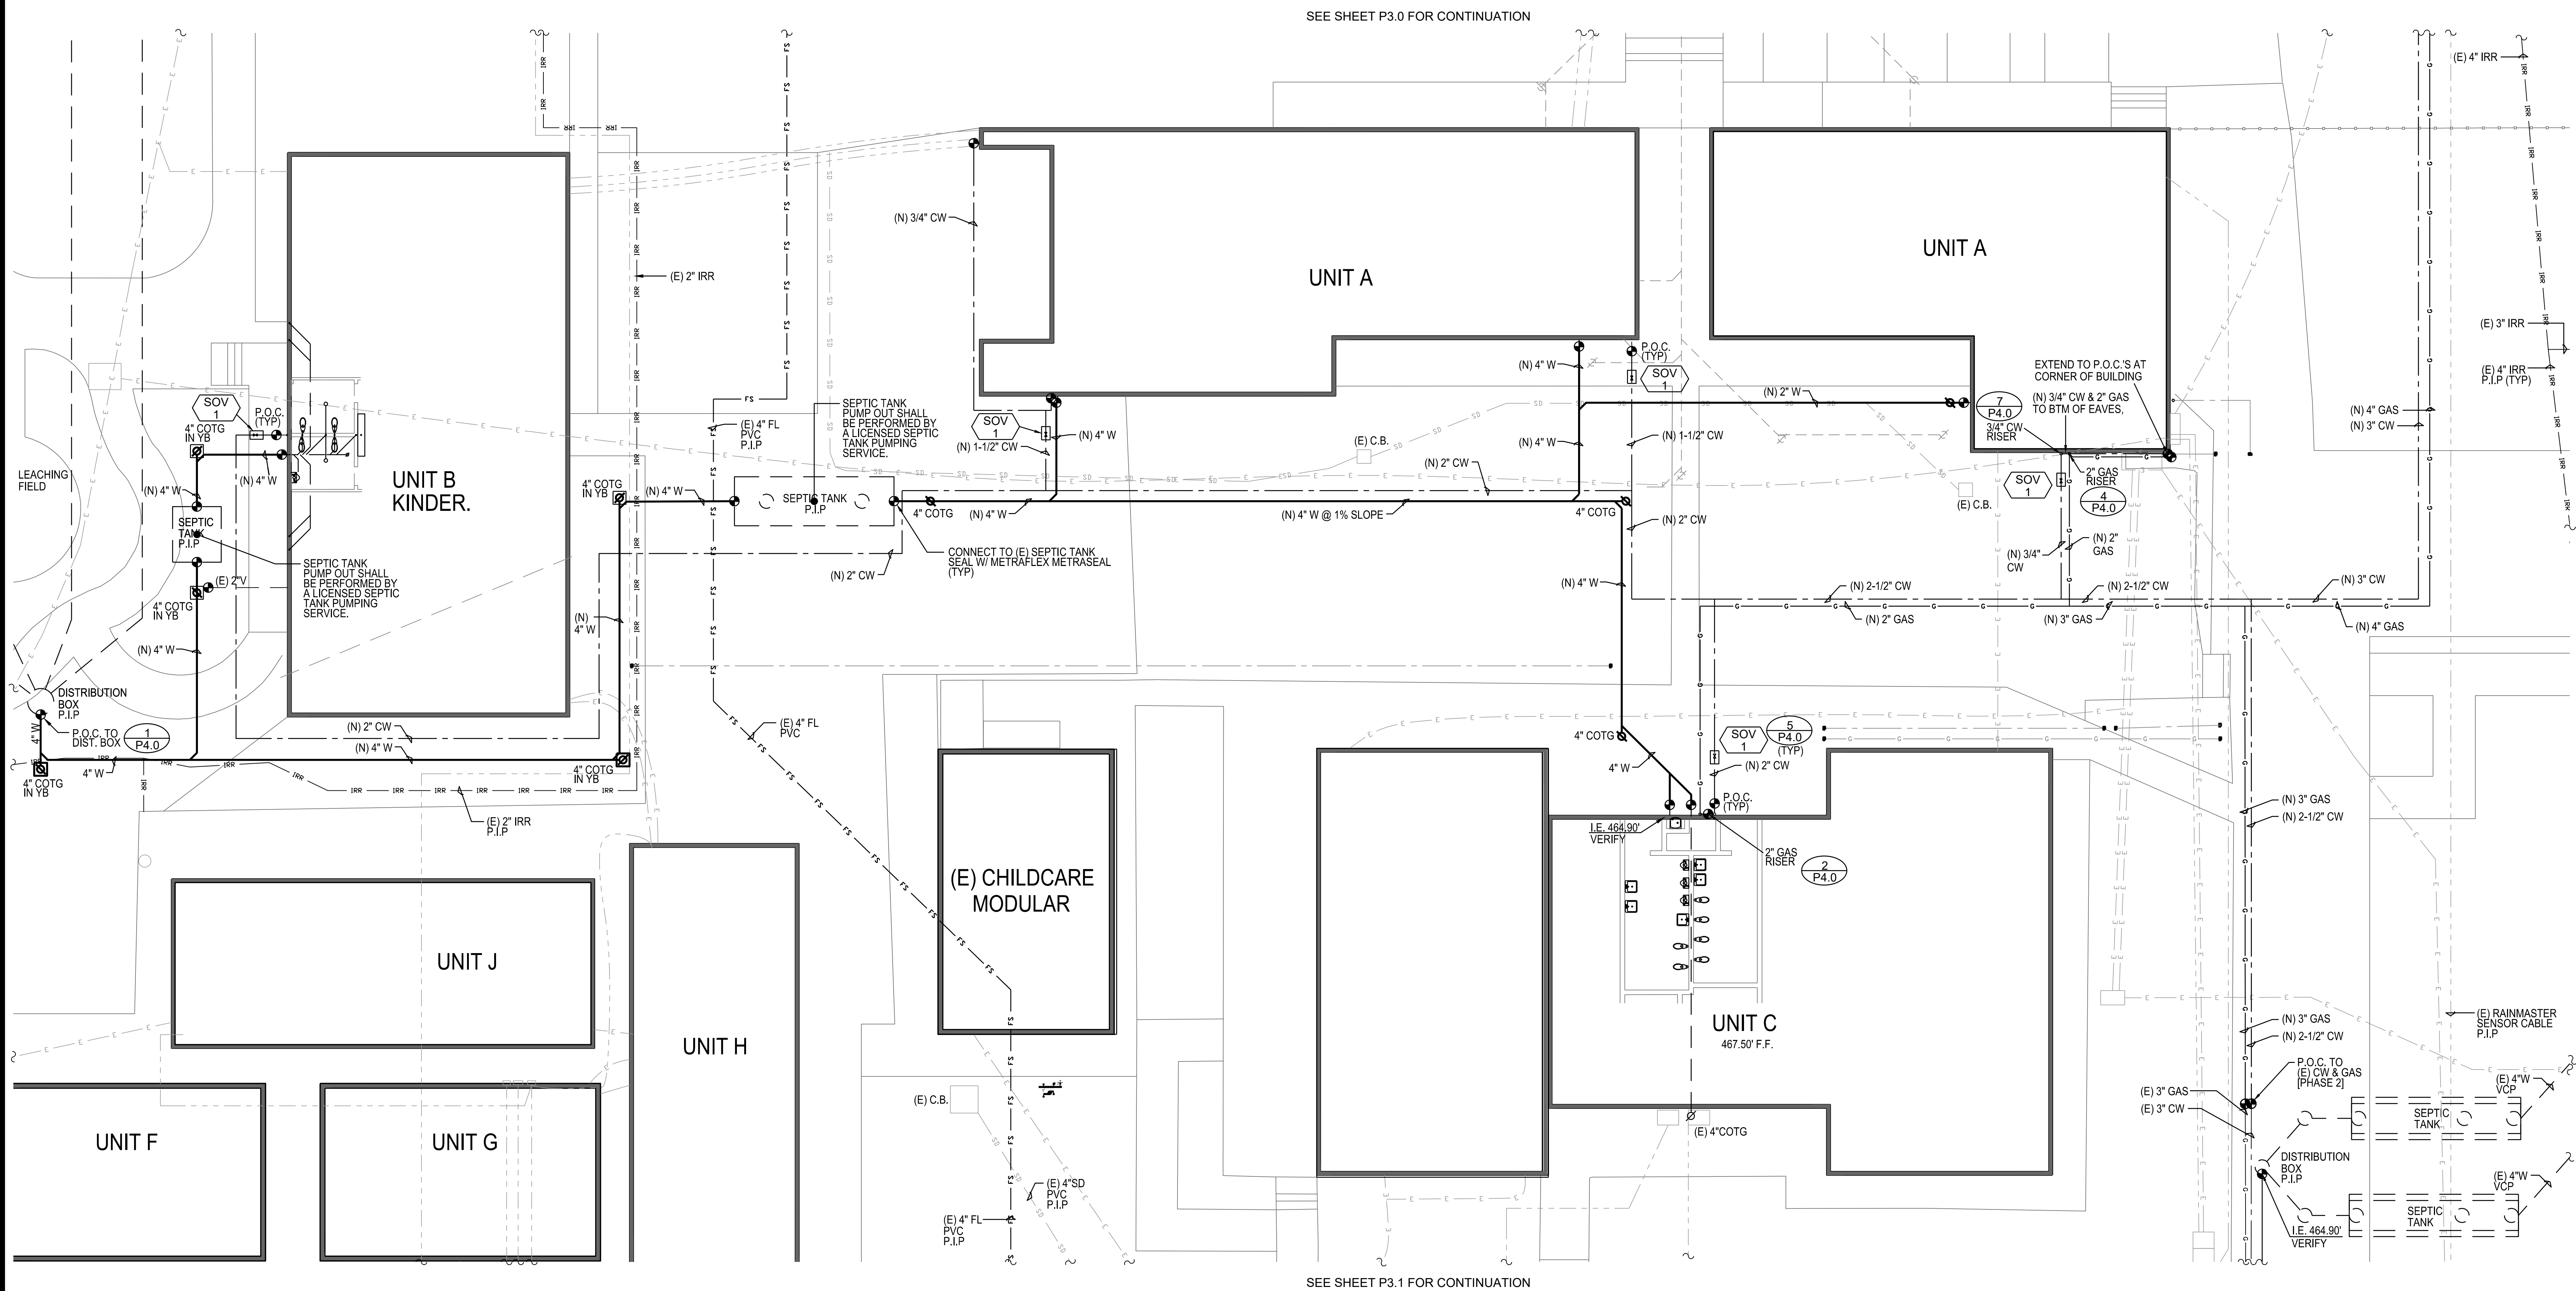 SEE SHEET P3.0 FOR CONTINUATION
(E) 4" IRR
(N) 3/4" CW
(E) 2" IRR
UNIT A
UNIT A
(E) 3" IRR
(E) 4" IRR
P.I.P (TYP)
P.O.C.
(TYP)
SOV
1
(N) 4" W
EXTEND TO P.O.C.'S AT
CORNER OF BUILDING
(N) 3/4" CW & 2" GAS
TO BTM OF EAVES,
7
P4.0
3/4" CW
RISER
(N) 2" W
(N) 4" GAS
(N) 3" CW
SOV
1
P.O.C.
(TYP)
4" COTG
IN YB
(N) 4" W
(N) 4" W
LEACHING
FIELD
UNIT B
KINDER.
SEPTIC
TANK
P.I.P
SEPTIC TANK
PUMP OUT SHALL
BE PERFORMED BY
A LICENSED SEPTIC
TANK PUMPING
SERVICE.
(E) 2"V
4" COTG
IN YB
(N) 4" W
(E) 4" FL
PVC
P.I.P
SEPTIC TANK
PUMP OUT SHALL
BE PERFORMED BY
A LICENSED SEPTIC
TANK PUMPING
SERVICE.
SOV
1
(N) 1-1/2" CW
(N) 4" W
(E) C.B.
(N) 4" W
(N) 1-1/2" CW
(N) 2" CW
4" COTG
IN YB
(N) 4" W
SEPTIC TANK
P.I.P
4" COTG
(N) 4" W
(N) 4" W @ 1% SLOPE
4" COTG
(N) 2" CW
CONNECT TO (E) SEPTIC TANK
SEAL W/ METRAFLEX METRASEAL
(TYP)
(N) 2" CW
(N) 4" W
(N)
4" W
SOV
1
2" GAS
RISER
4
P4.0
(E) C.B.
(N) 3/4"
CW
(N) 2"
GAS
(N) 2-1/2" CW
(N) 2" GAS
(N) 2-1/2" CW
(N) 3" GAS
(N) 3" CW
(N) 4" GAS
DISTRIBUTION
BOX
P.I.P
4" W
P.O.C. TO
DIST. BOX
1
P4.0
(N) 2" CW
(N) 4" W
4" COTG
IN YB
4" W
4" COTG
IN YB
(E) 2" IRR
P.I.P
(E) 4" FL
PVC
4" COTG
4" W
SOV
1
5
P4.0
(TYP)
(N) 2" CW
P.O.C.
(TYP)
I.E. 464.90'
VERIFY
2" GAS
RISER
2
P4.0
(N) 3" GAS
(N) 2-1/2" CW
(E) CHILDCARE
MODULAR
UNIT J
UNIT H
UNIT C
467.50' F.F.
(E) RAINMASTER
SENSOR CABLE
P.I.P
(N) 3" GAS
(N) 2-1/2" CW
P.O.C. TO
(E) CW & GAS
[PHASE 2]
(E) 3" GAS
(E) 3" CW
(E) 4"W
VCP
SEPTIC
TANK
(E) C.B.
(E) 4"COTG
UNIT F
UNIT G
DISTRIBUTION
BOX
P.I.P
(E) 4"W
VCP
SEPTIC
TANK
I.E. 464.90'
VERIFY
(E) 4"SD
PVC
P.I.P
(E) 4" FL
PVC
P.I.P
SEE SHEET P3.1 FOR CONTINUATION